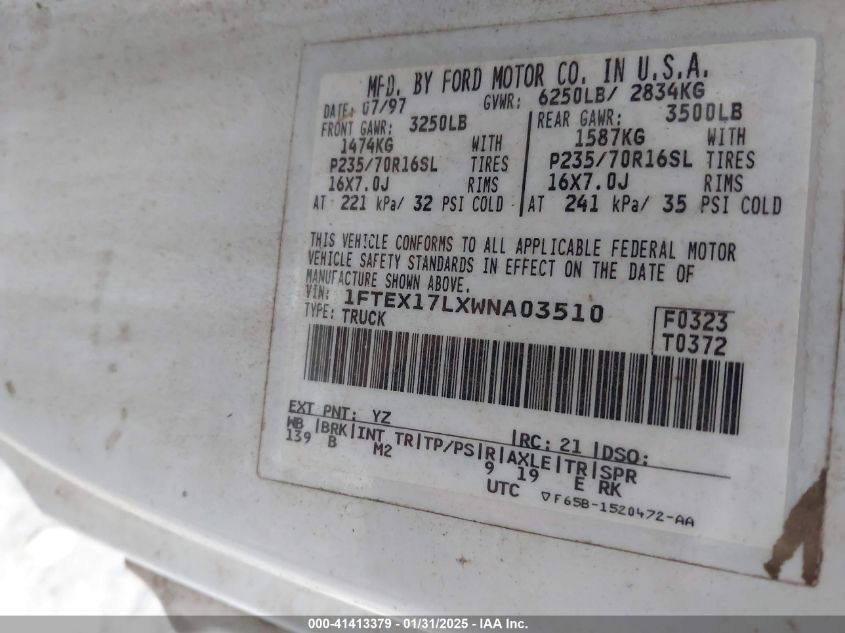 MFD. BY FORD MOTOR CO. IN U.S.A.
DATE: 07/97 GVWR: 6250LB/ 2834KG
FRONT GAWR: 3250LB REAR GAWR: 3500LB
1474KG WITH 1587KG WITH
P235/70R16SL TIRES P235/70R16SL TIRES
16X7.0J RIMS 16X7.0J RIMS
AT 221 kPa/ 32 PSI COLD AT 241 kPa/ 35 PSI COLD
THIS VEHICLE CONFORMS TO ALL APPLICABLE FEDERAL MOTOR
VEHICLE SAFETY STANDARDS IN EFFECT ON THE DATE OF
MANUFACTURE SHOWN ABOVE.
VIN: 1FTEX17LXWNA03510 F0323
TYPE: TRUCK T0372
EXT PNT: YZ RC: 21 DSO:
WB |BRK|INT TR|TP/PS|R|AXLE|TR|SPR
139 B M2 9 19 E RK
UTC ▽F65B-1520472-AA
000-41413379 - 01/31/2025 - IAA Inc.